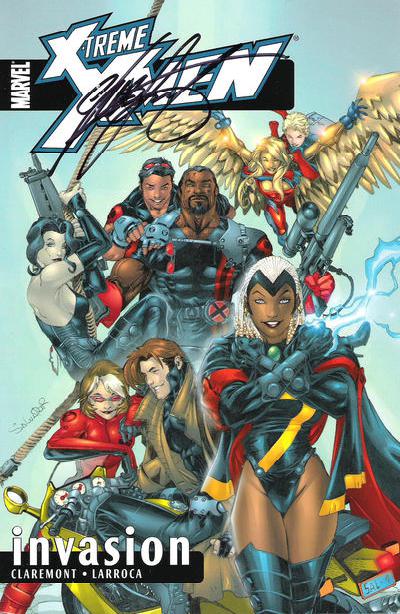 MARVEL
X-TREME
X-MEN
®
invasion
CLAREMONT • LARROCA